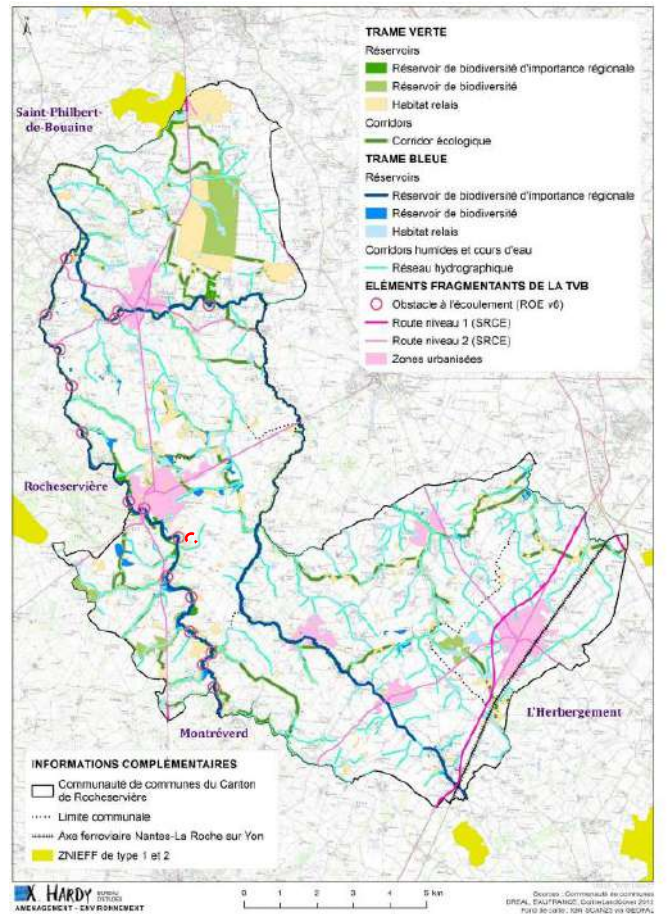 TRAME VERTE
Réservoirs
Réservoir de biodiversité d'importance régionale
Réservoir de biodiversité
Habitat relais
Corridors
Corridor écologique
TRAME BLEUE
Réservoirs
Réservoir de biodiversité d'importance régionale
Réservoir de biodiversité
Habitat relais
Corridors humides et cours d'eau
Réseau hydrographique
ELÉMENTS FRAGMENTANTS DE LA TVB
Obstacle à l'écoulement (ROE v6)
Route niveau 1 (SRCE)
Route niveau 2 (SRCE)
Zones urbanisées
Saint-Philbert-
de-Bouaine
Rocheservière
Montréverd
L'Herbergement
INFORMATIONS COMPLÉMENTAIRES
Communauté de communes du Canton
de Rocheservière
Limite communale
Axe ferroviaire Nantes-La Roche sur Yon
ZNIEFF de type 1 et 2
X. HARDY BUREAU
D'ETUDES
AMENAGEMENT - ENVIRONNEMENT
0 1 2 3 4 5 km
Sources : Communauté de communes